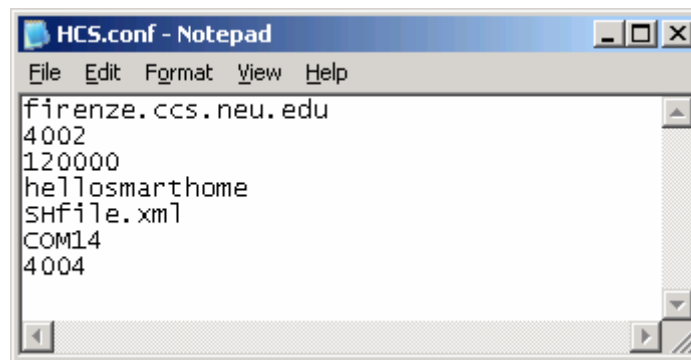 HCS.conf - Notepad
File Edit Format View Help
firenze.ccs.neu.edu
4002
120000
hellosmarthome
SHfile.xml
COM14
4004